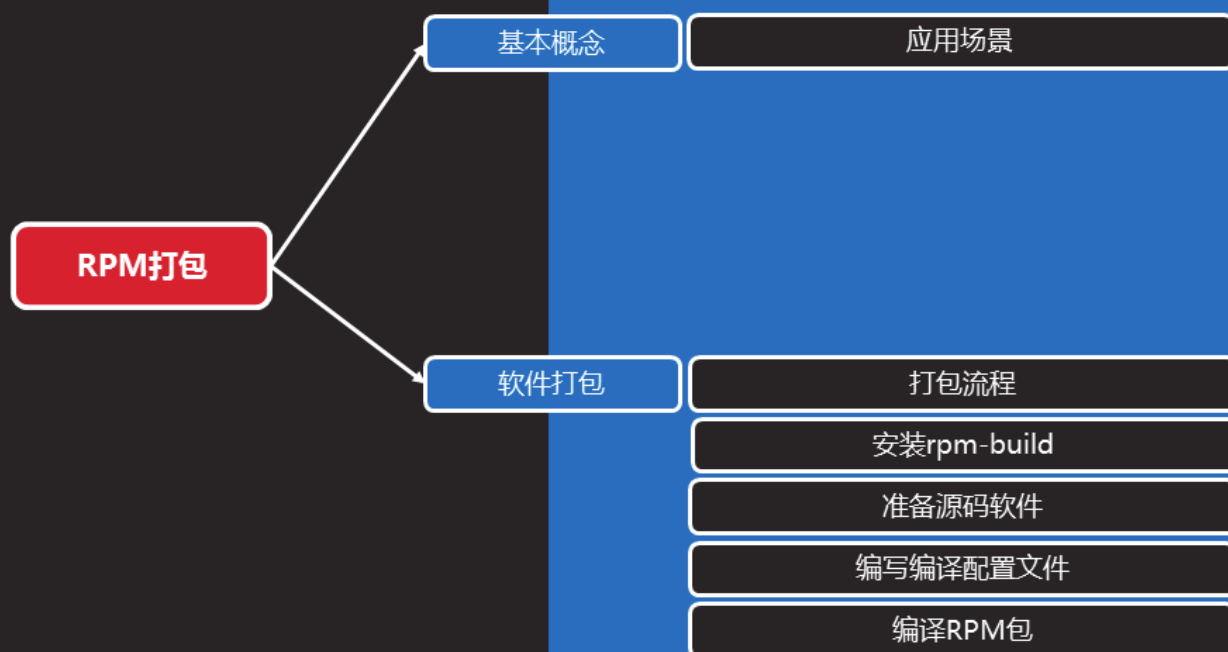 基本概念
应用场景
RPM打包
软件打包
打包流程
安装rpm-build
准备源码软件
编写编译配置文件
编译RPM包